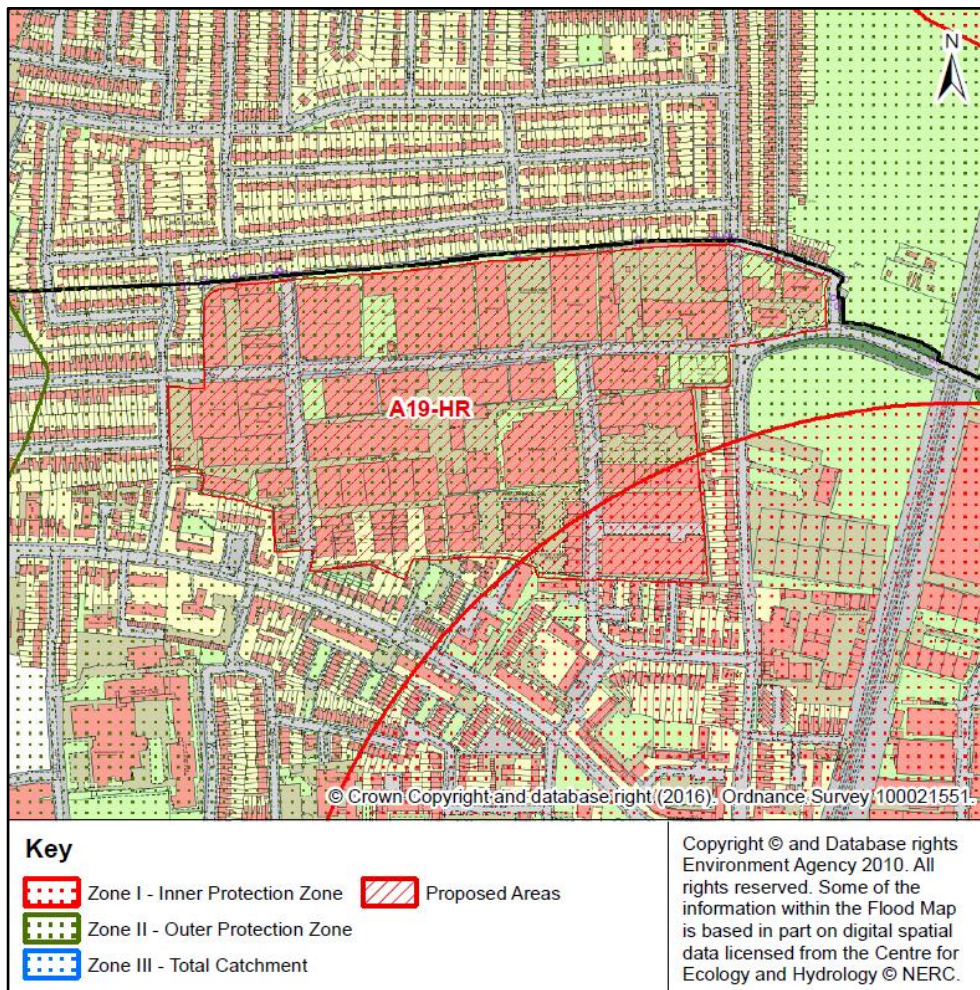 N
A19-HR
© Crown Copyright and database right (2016). Ordnance Survey 100021551.
Key
Zone I - Inner Protection Zone
Proposed Areas
Zone II - Outer Protection Zone
Zone III - Total Catchment
Copyright © and Database rights
Environment Agency 2010. All
rights reserved. Some of the
information within the Flood Map
is based in part on digital spatial
data licensed from the Centre for
Ecology and Hydrology © NERC.